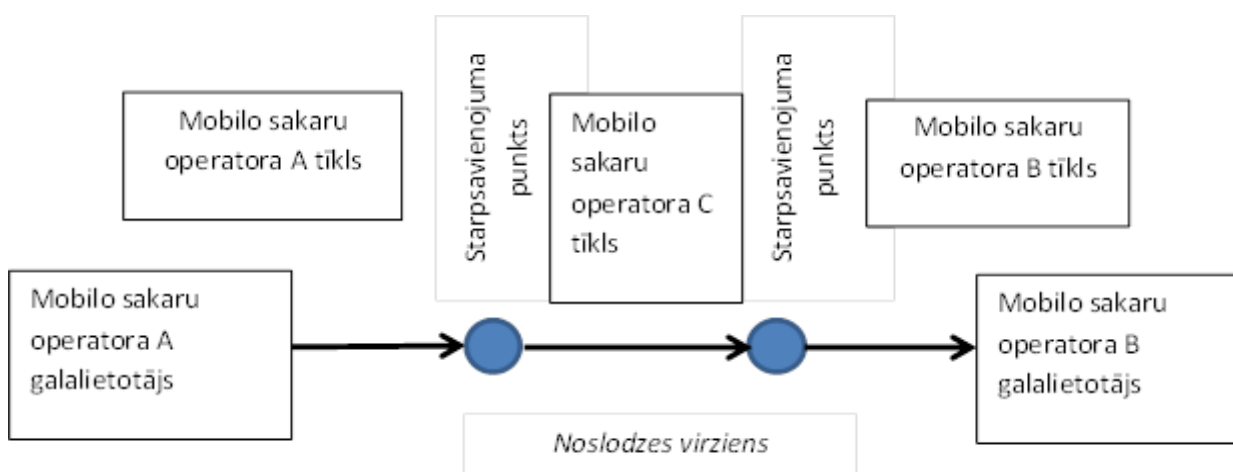 Mobilo sakaru
operatora A tīkls
Starpsavienojuma
punkts
Mobilo
sakaru
operatora C
tīkls
Starpsavienojuma
punkts
Mobilo sakaru
operatora B tīkls
Mobilo sakaru
operatora A
galalietotājs
Mobilo sakaru
operatora B
galalietotājs
Noslodzes virziens